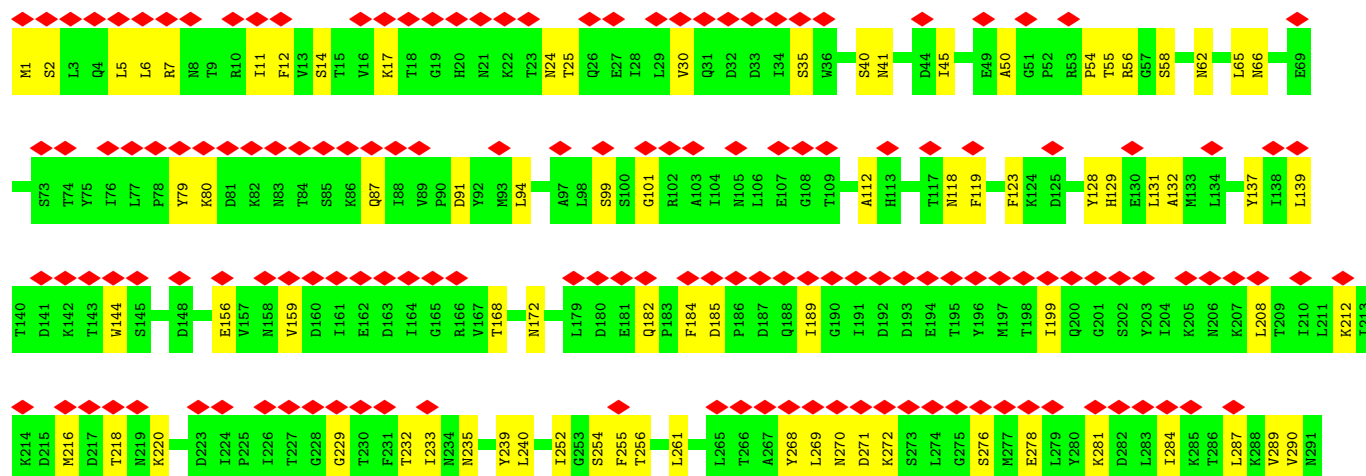 M1 S2 L3 Q4 L5 L6 R7 N8 T9 R10 I11 F12 V13 S14 T15 V16 K17 T18 G19 H20 N21 K22 T23 N24 T25 Q26 E27 I28 L29 V30 Q31 D32 D33 I34 S35 W36 S40 N41 D44 I45 E49 A50 G51 P52 R53 P54 T55 R56 G57 S58 N62 L65 N66 E69
S73 T74 Y75 I76 L77 P78 Y79 K80 D81 K82 N83 T84 S85 K86 Q87 I88 V89 P90 D91 Y92 M93 L94 A97 L98 S99 S100 G101 R102 A103 I104 N105 L106 E107 G108 T109 A112 H113 T117 N118 F119 F123 K124 D125 Y128 H129 E130 L131 A132 M133 L134 Y137 I138 L139
T140 D141 K142 T143 W144 S145 D148 E156 V157 N158 V159 D160 I161 E162 D163 I164 G165 R166 V167 T168 N172 L179 D180 E181 Q182 P183 F184 D185 P186 D187 Q188 I189 G190 I191 D192 D193 E194 T195 Y196 M197 T198 I199 Q200 G201 S202 Y203 I204 K205 N206 K207 L208 T209 I210 L211 K212 I213
K214 D215 M216 D217 T218 N219 K220 D223 I224 P225 I226 T227 G228 G229 T230 F231 T232 I233 N234 N235 Y239 L240 I252 G253 S254 F255 T256 L261 L265 T266 A267 Y268 L269 N270 D271 K272 S273 L274 G275 S276 M277 E278 L279 Y280 K281 D282 L283 I284 K285 T286 L287 K288 V289 V290 N291